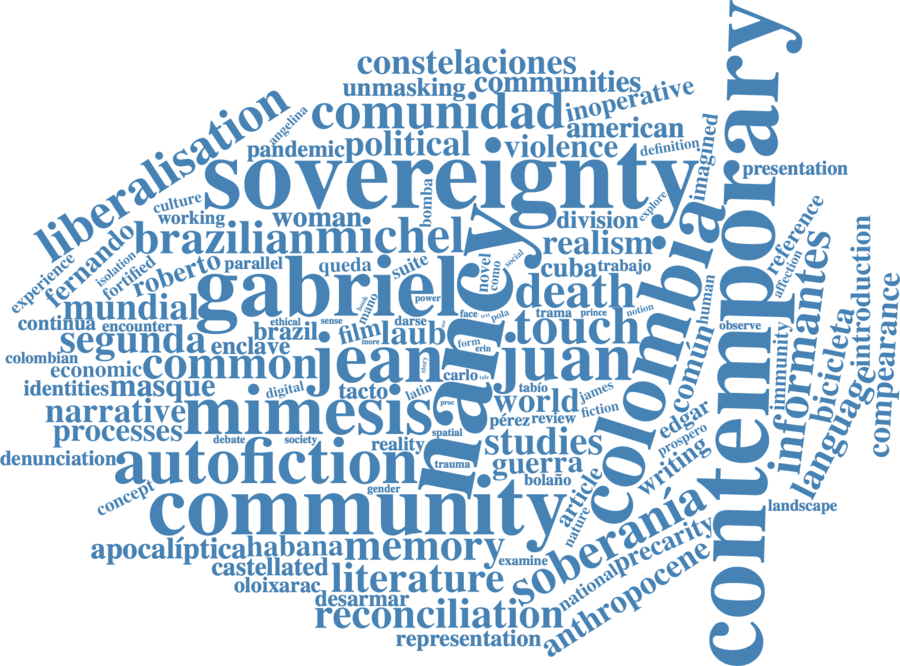 constelaciones
unmasking
communities
liberalisation
angelina
comunidad
inoperative
american
pandemic
political
violence
definition
imagined
contemporary
presentation
sovereignty
culture
working
woman
bomba
division
explore
brazilian
michel
nancy
realism
colombia
reference
affection
introduction
experience
fernando
isolation
fortified
roberto
parallel
queda
suite
novel
como
social
cuba
trabajo
gabriel
death
mundial
mano
book
power
human
informantes
continua
encounter
ethical
sense
film
darse
face
text
pola
trama
prince
notion
observe
segunda
enclave
brazil
more
laub
form
erin
touch
común
immunity
bicicleta
colombian
economic
common
jean
story
carlo
tale
juan
language
compearance
identities
masque
digital
tacto
latin
tabío
james
world
fiction
narrative
mimesis
proc
pérez
review
edgar
processes
debate
society
reality
spatial
studies
prospero
denunciation
autofiction
trauma
guerra
writing
concept
gender
bolaño
article
community
nature
soberanía
landscape
apocalíptica
habana
memory
examine
precarity
castellated
national
oloixarac
literature
anthropocene
desarmar
reconciliation
representation